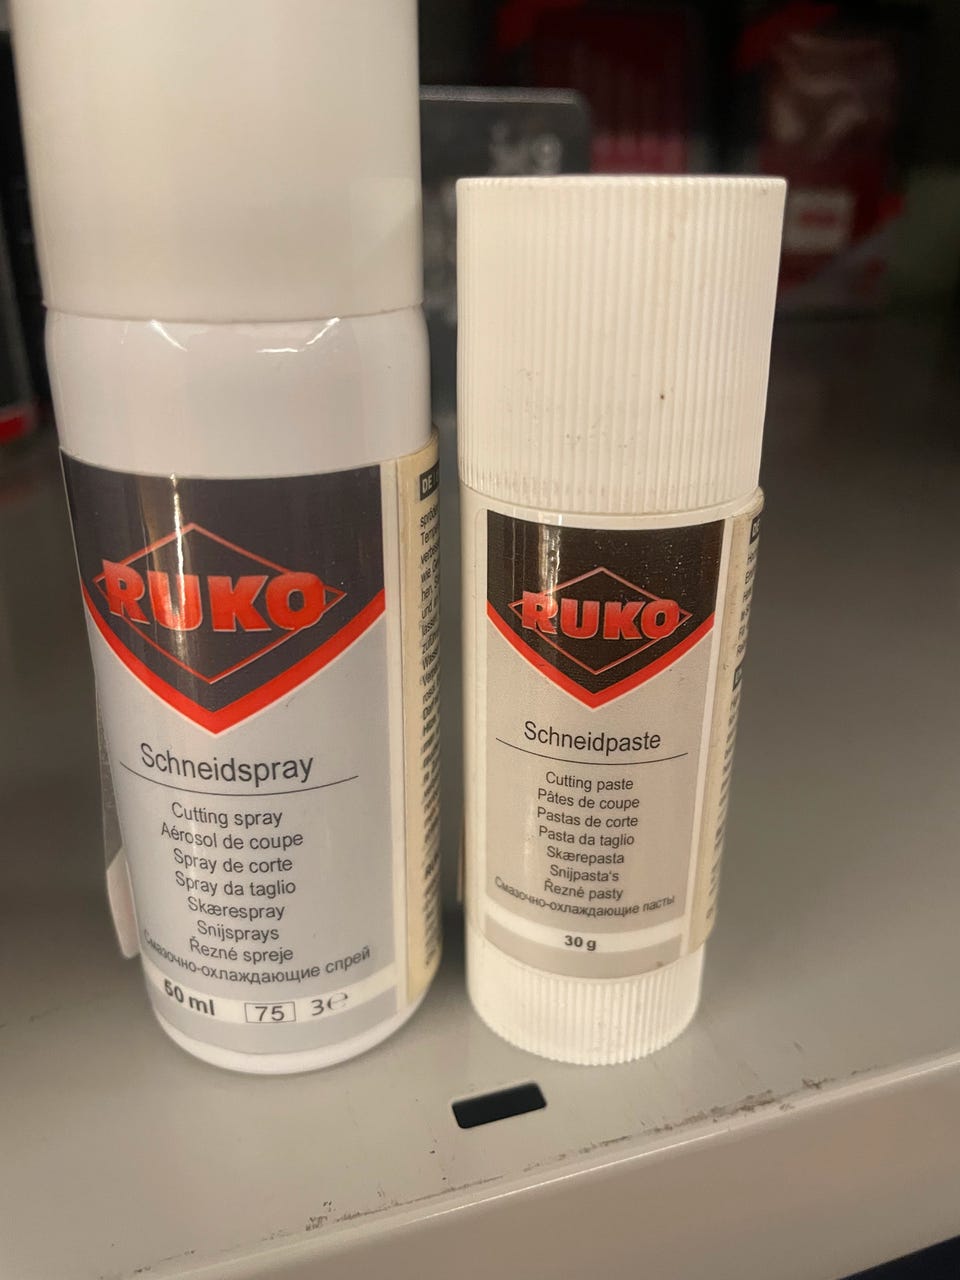 RUKO
Schneidspray
Cutting spray
Aérosol de coupe
Spray de corte
Spray da taglio
Skærespray
Snijsprays
Řezné spreje
Смазочно-охлаждающие спрей
50 ml 75 3℮
DE
RUKO
Schneidpaste
Cutting paste
Pâtes de coupe
Pastas de corte
Pasta da taglio
Skærepasta
Snijpasta's
Řezné pasty
Смазочно-охлаждающие пасты
30 g